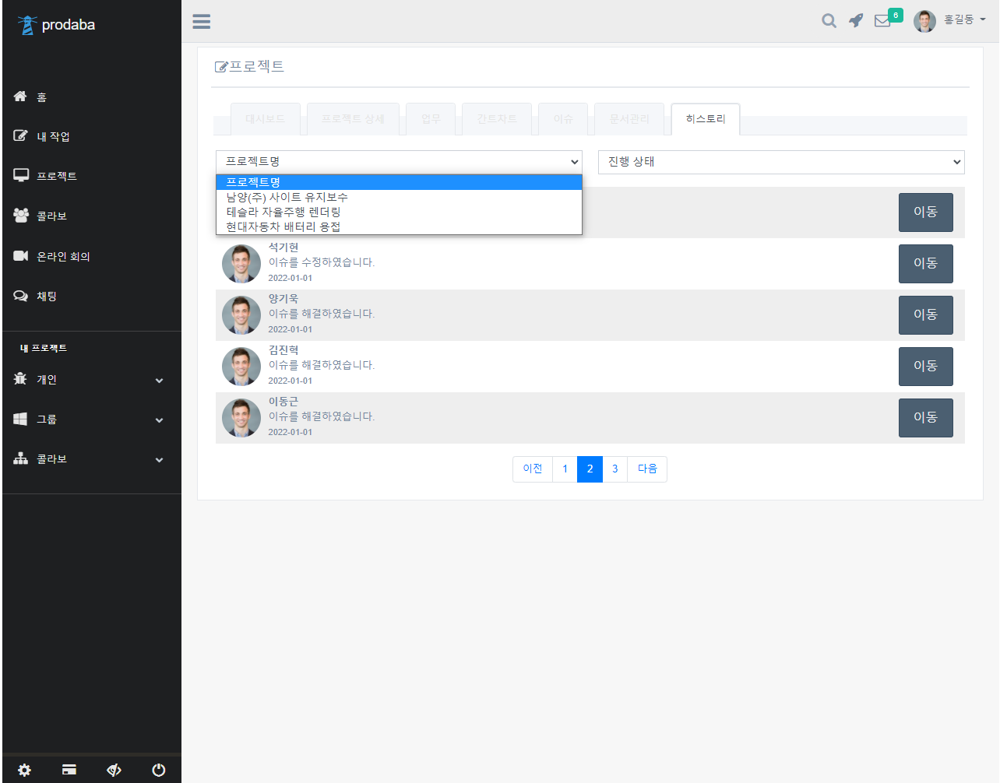 prodaba
6
홍길동
홈
내 작업
프로젝트
콜라보
온라인 회의
채팅
내 프로젝트
개인
그룹
콜라보
프로젝트
대시보드 프로젝트 상세 업무 간트차트 이슈 문서관리 히스토리
프로젝트명 진행 상태
프로젝트명
남양(주) 사이트 유지보수
테슬라 자율주행 렌더링
현대자동차 배터리 용접
이동
석기현
이슈를 수정하였습니다.
2022-01-01
이동
양기욱
이슈를 해결하였습니다.
2022-01-01
이동
김진혁
이슈를 해결하였습니다.
2022-01-01
이동
이동근
이슈를 해결하였습니다.
2022-01-01
이동
이전 1 2 3 다음